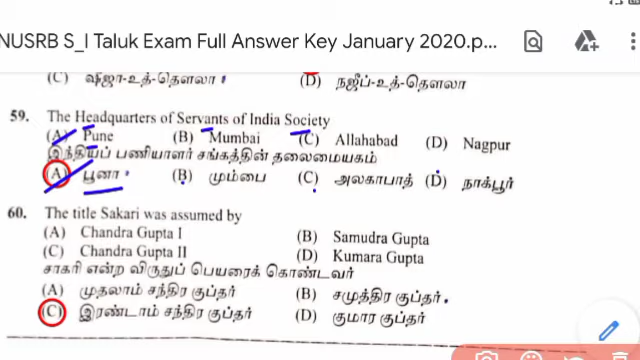 NUSRB S_I Taluk Exam Full Answer Key January 2020.p...
(C) ஷீஜா-உத்-தௌலா (D) நஜீப்-உத்-தௌலா
59. The Headquarters of Servants of India Society
(A) Pune (B) Mumbai (C) Allahabad (D) Nagpur
இந்தியப் பணியாளர் சங்கத்தின் தலைமையகம்
(A) பூனா (B) மும்பை (C) அலகாபாத் (D) நாக்பூர்
60. The title Sakari was assumed by
(A) Chandra Gupta I (B) Samudra Gupta
(C) Chandra Gupta II (D) Kumara Gupta
சாகரி என்ற விருதுப் பெயரைக் கொண்டவர்
(A) முதலாம் சந்திர குப்தர் (B) சமுத்திர குப்தர்
(C) இரண்டாம் சந்திர குப்தர் (D) குமார குப்தர்